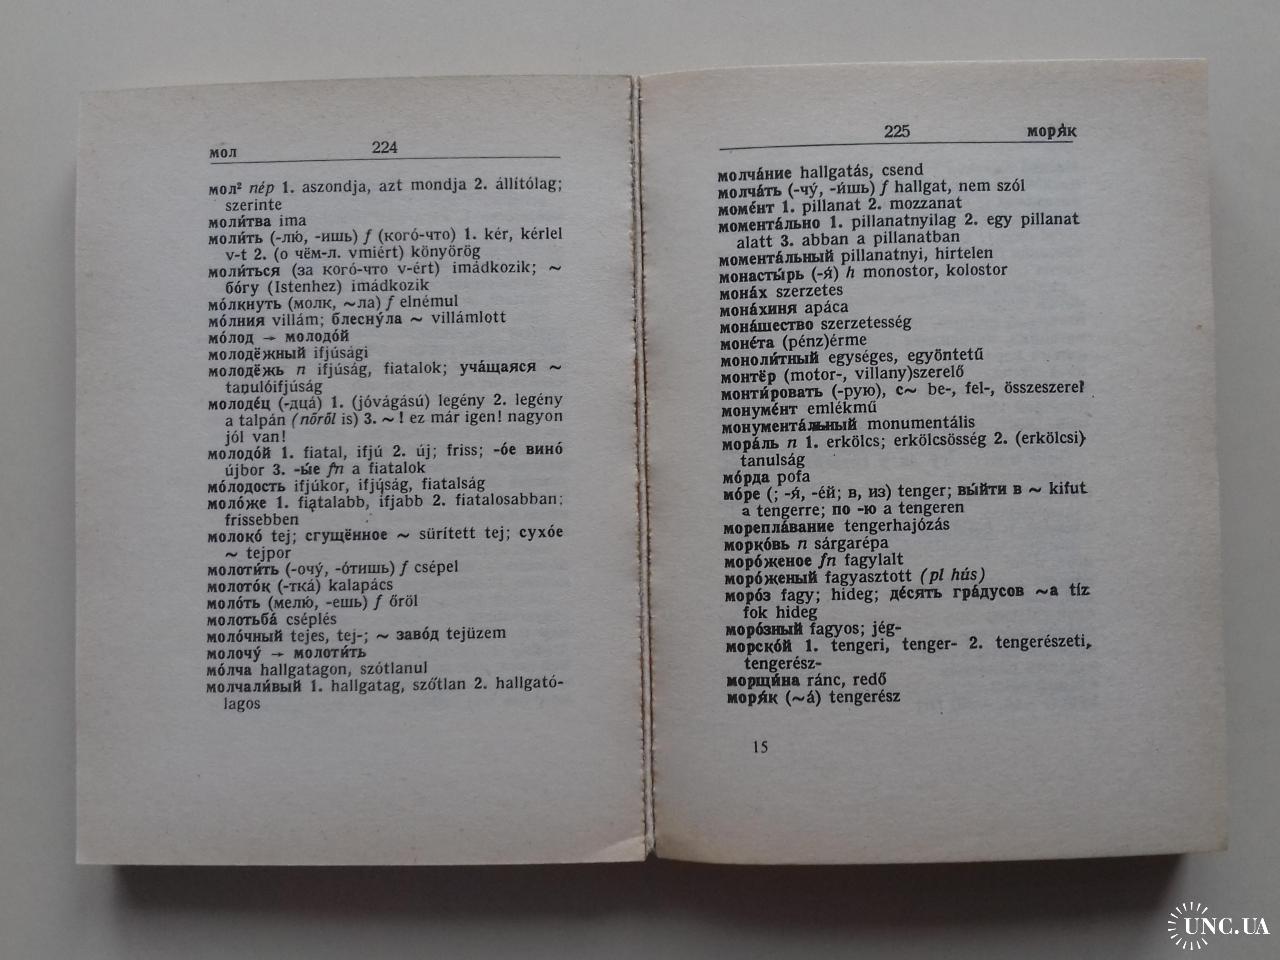 мол 224
мол² nép 1. aszondja, azt mondja 2. állítólag;
szerinte
моли́тва ima
моли́ть (-лю́, -ишь) f (кого́-что) 1. kér, kérlel
v-t 2. (о чём-л. vmiért) könyörög
моли́ться (за кого́-что v-ért) imádkozik; ~
бо́гу (Istenhez) imádkozik
мо́лкнуть (молк, ~ла) f elnémul
мо́лния villám; блесну́ла ~ villámlott
мо́лод → молодо́й
молодёжный ifjúsági
молодёжь n ifjúság, fiatalok; уча́щаяся ~
tanulóifjúság
молоде́ц (-дца́) 1. (jóvágású) legény 2. legény
a talpán (nőről is) 3. ~! ez már igen! nagyon
jól van!
молодо́й 1. fiatal, ifjú 2. új; friss; -о́е вино́
újbor 3. -ы́е fn a fiatalok
мо́лодость ifjúkor, ifjúság, fiatalság
моло́же 1. fiatalabb, ifjabb 2. fiatalosabban;
frissebben
молоко́ tej; сгущённое ~ sűrített tej; сухо́е
~ tejpor
молоти́ть (-очу́, -о́тишь) f csépel
молото́к (-тка́) kalapács
моло́ть (мелю́, -ешь) f őröl
молотьба́ cséplés
моло́чный tejes, tej-; ~ заво́д tejüzem
молочу́ → молоти́ть
мо́лча hallgatagon, szótlanul
молчали́вый 1. hallgatag, szótlan 2. hallgató-
lagos
225 моря́к
молча́ние hallgatás, csend
молча́ть (-чу́, -и́шь) f hallgat, nem szól
моме́нт 1. pillanat 2. mozzanat
момента́льно 1. pillanatnyilag 2. egy pillanat
alatt 3. abban a pillanatban
момента́льный pillanatnyi, hirtelen
монасты́рь (-я́) h monostor, kolostor
мона́х szerzetes
мона́хиня apáca
мона́шество szerzetesség
моне́та (pénz)érme
моноли́тный egységes, egyöntetű
монтёр (motor-, villany)szerelő
монти́ровать (-рую), с~ be-, fel-, összeszerel
монуме́нт emlékmű
монумента́льный monumentális
мора́ль n 1. erkölcs; erkölcsösség 2. (erkölcsi)
tanulság
мо́рда pofa
мо́ре (; -я́, -е́й; в, из) tenger; вы́йти в ~ kifut
a tengerre; по -ю a tengeren
морепла́вание tengerhajózás
морко́вь n sárgarépa
моро́женое fn fagylalt
моро́женый fagyasztott (pl hús)
моро́з fagy; hideg; де́сять гра́дусов ~а tíz
fok hideg
моро́зный fagyos; jég-
морско́й 1. tengeri, tenger- 2. tengerészeti,
tengerész-
морщи́на ránc, redő
моря́к (~а́) tengerész
15
UNC.UA